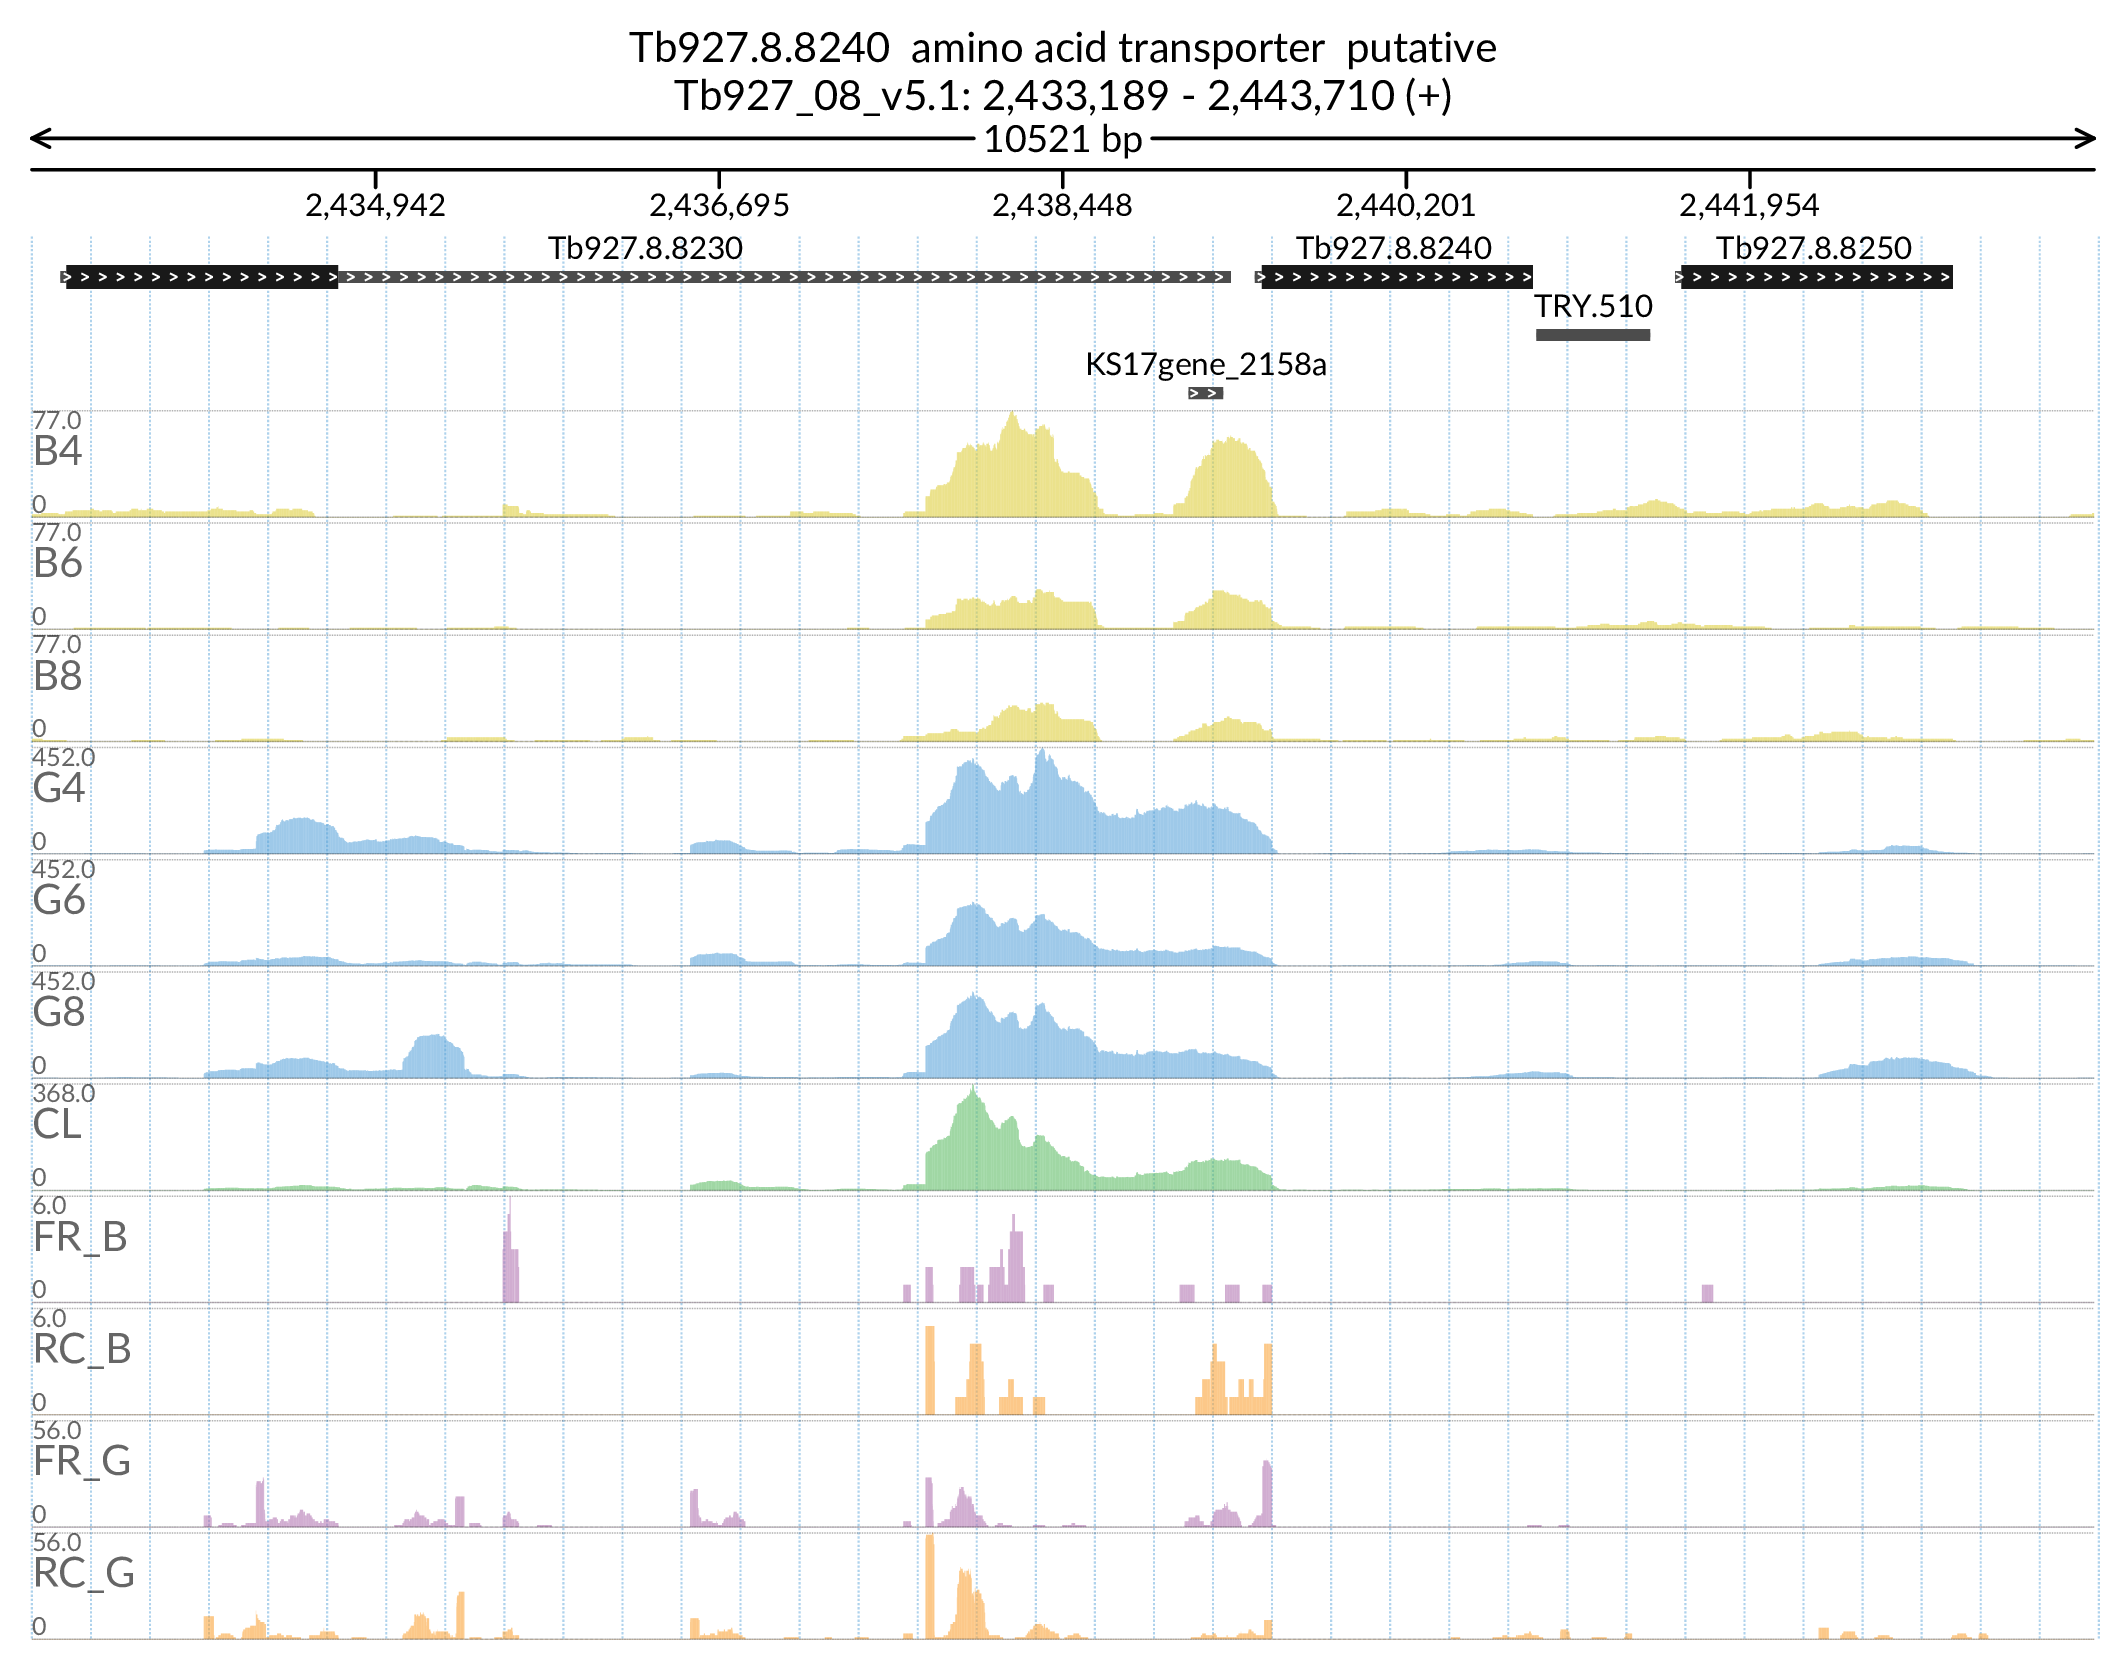 Tb927.8.8240  amino acid transporter  putative
Tb927_08_v5.1: 2,433,189 - 2,443,710 (+)
10521 bp
2,434,942 2,436,695 2,438,448 2,440,201 2,441,954
Tb927.8.8230 Tb927.8.8240 Tb927.8.8250
TRY.510
KS17gene_2158a
77.0
B4
0
77.0
B6
0
77.0
B8
0
452.0
G4
0
452.0
G6
0
452.0
G8
0
368.0
CL
0
6.0
FR_B
0
6.0
RC_B
0
56.0
FR_G
0
56.0
RC_G
0